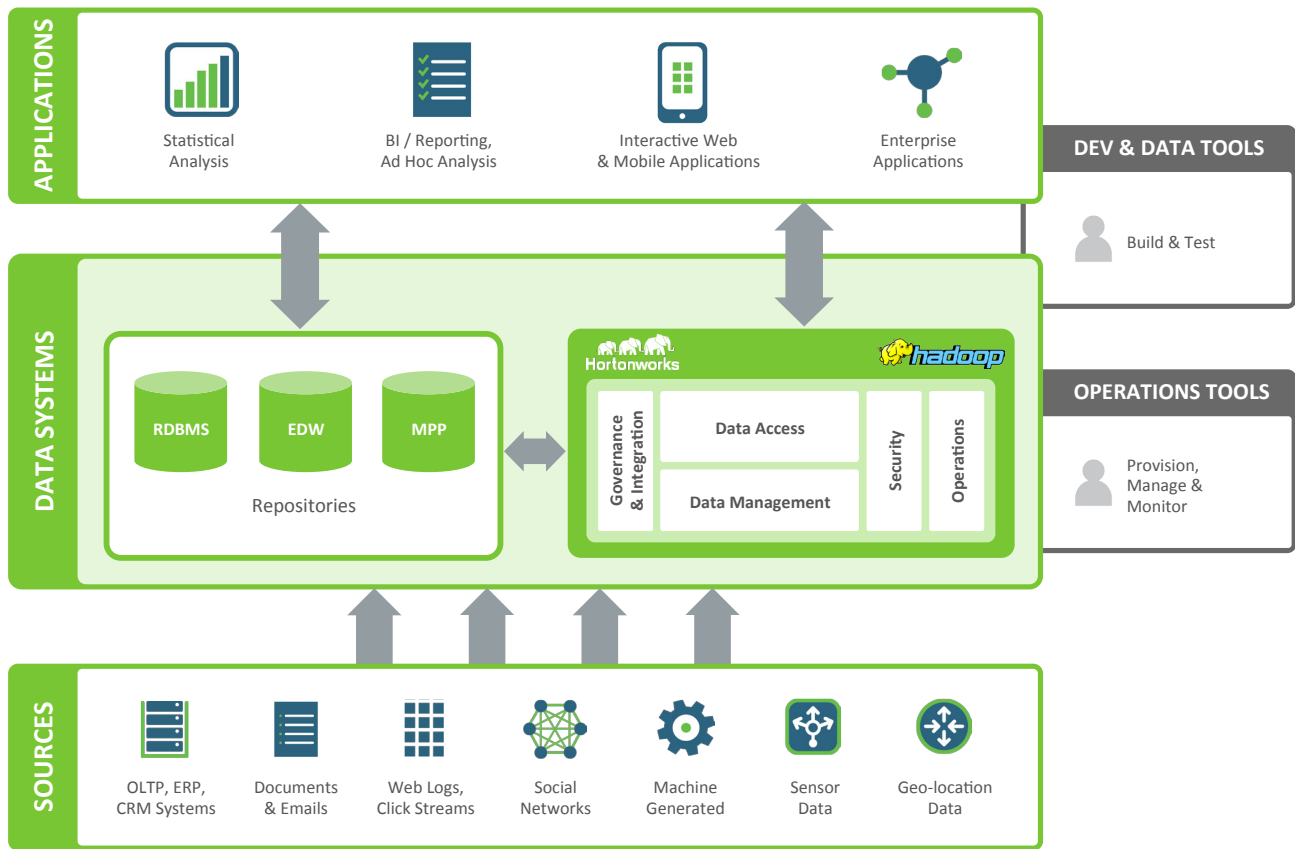 APPLICATIONS
Statistical
Analysis
BI / Reporting,
Ad Hoc Analysis
Interactive Web
& Mobile Applications
Enterprise
Applications
DEV & DATA TOOLS
Build & Test
DATA SYSTEMS
RDBMS
EDW
MPP
Repositories
Hortonworks
hadoop
Governance
& Integration
Data Access
Data Management
Security
Operations
OPERATIONS TOOLS
Provision,
Manage &
Monitor
SOURCES
OLTP, ERP,
CRM Systems
Documents
& Emails
Web Logs,
Click Streams
Social
Networks
Machine
Generated
Sensor
Data
Geo-location
Data